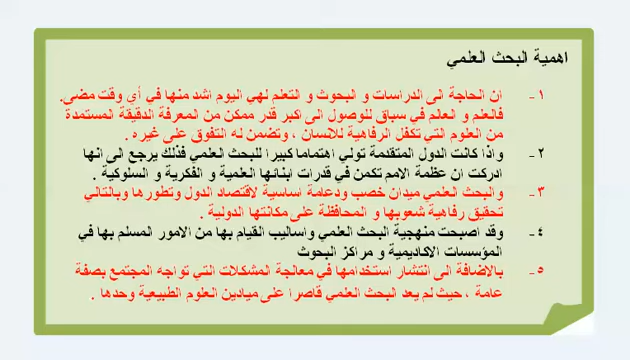 اهمية البحث العلمي
١- ان الحاجة الى الدراسات و البحوث و التعلم لهي اليوم اشد منها في أي وقت مضى.
فالعلم و العالم في سباق للوصول الى اكبر قدر ممكن من المعرفة الدقيقة المستمدة
من العلوم التي تكفل الرفاهية للانسان ، وتضمن له التفوق على غيره .
٢- واذا كانت الدول المتقدمة تولي اهتماما كبيرا للبحث العلمي فذلك يرجع الى انها
ادركت ان عظمة الامم تكمن في قدرات ابنائها العلمية و الفكرية و السلوكية .
٣- والبحث العلمي ميدان خصب ودعامة اساسية لاقتصاد الدول وتطورها وبالتالي
تحقيق رفاهية شعوبها و المحافظة على مكانتها الدولية .
٤- وقد اصبحت منهجية البحث العلمي واساليب القيام بها من الامور المسلم بها في
المؤسسات الاكاديمية و مراكز البحوث
٥- بالاضافة الى انتشار استخدامها في معالجة المشكلات التي تواجه المجتمع بصفة
عامة ، حيث لم يعد البحث العلمي قاصرا على ميادين العلوم الطبيعية وحدها .